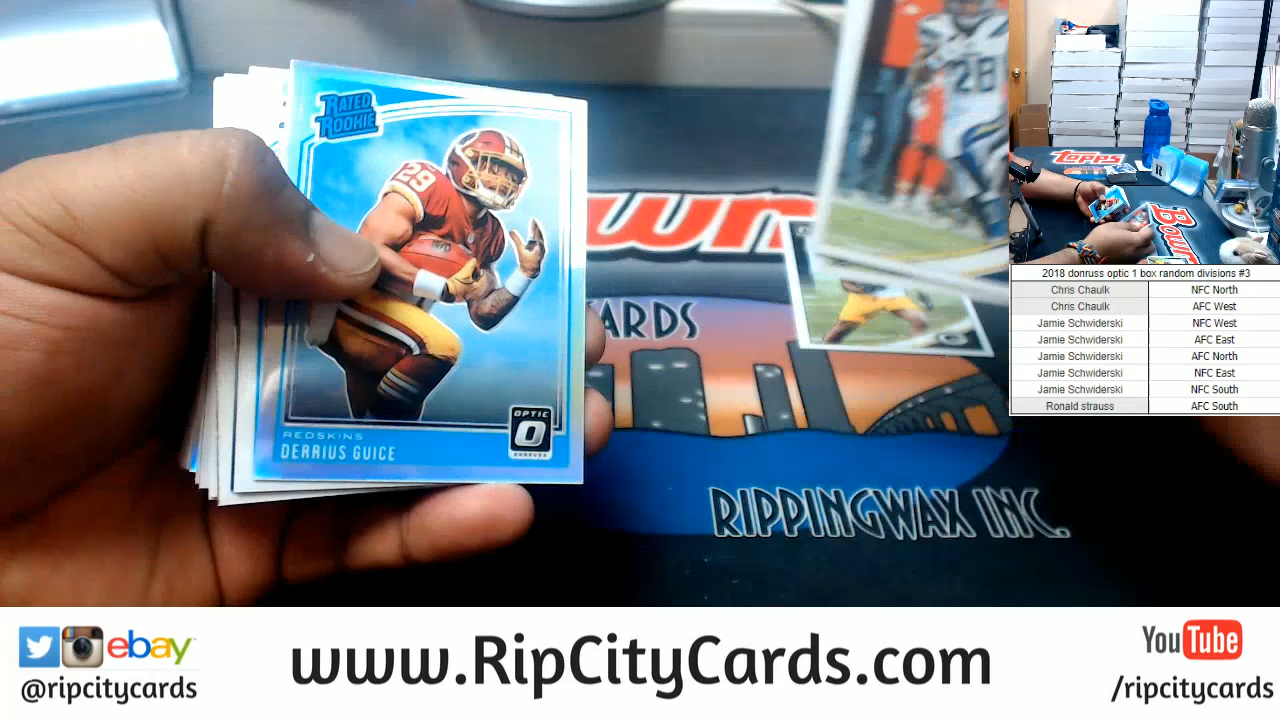 RATED
ROOKIE
29
28
REDSKINS
DERRIUS GUICE
OPTIC
O
DONRUSS
ARDS
RIPPINGWAX INC.
TOPPS
2018 donruss optic 1 box random divisions #3
Chris Chaulk NFC North
Chris Chaulk AFC West
Jamie Schwiderski NFC West
Jamie Schwiderski AFC East
Jamie Schwiderski AFC North
Jamie Schwiderski NFC East
Jamie Schwiderski NFC South
Ronald strauss AFC South
ebay
@ripcitycards
www.RipCityCards.com
YouTube
/ripcitycards